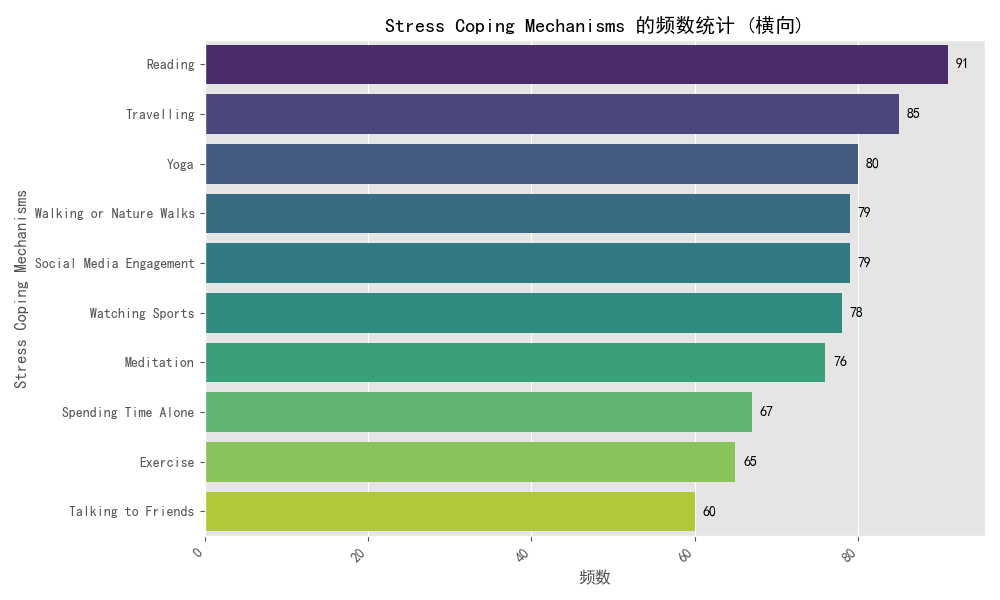 Stress Coping Mechanisms 的频数统计 (横向)
Stress Coping Mechanisms
Reading 91
Travelling 85
Yoga 80
Walking or Nature Walks 79
Social Media Engagement 79
Watching Sports 78
Meditation 76
Spending Time Alone 67
Exercise 65
Talking to Friends 60
0 20 40 60 80
频数